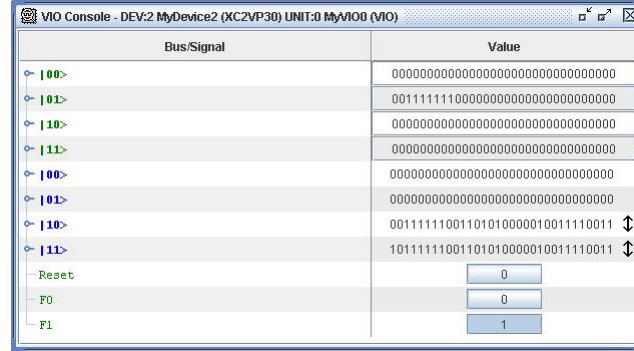 VIO Console - DEV:2 MyDevice2 (XC2VP30) UNIT:0 MyVIO0 (VIO)
Bus/Signal Value
|00> 00000000000000000000000000000000
|01> 00111111100000000000000000000000
|10> 00000000000000000000000000000000
|11> 00000000000000000000000000000000
|00> 00000000000000000000000000000000
|01> 00000000000000000000000000000000
|10> 00111111001101010000010011110011
|11> 10111111001101010000010011110011
Reset 0
F0 0
F1 1